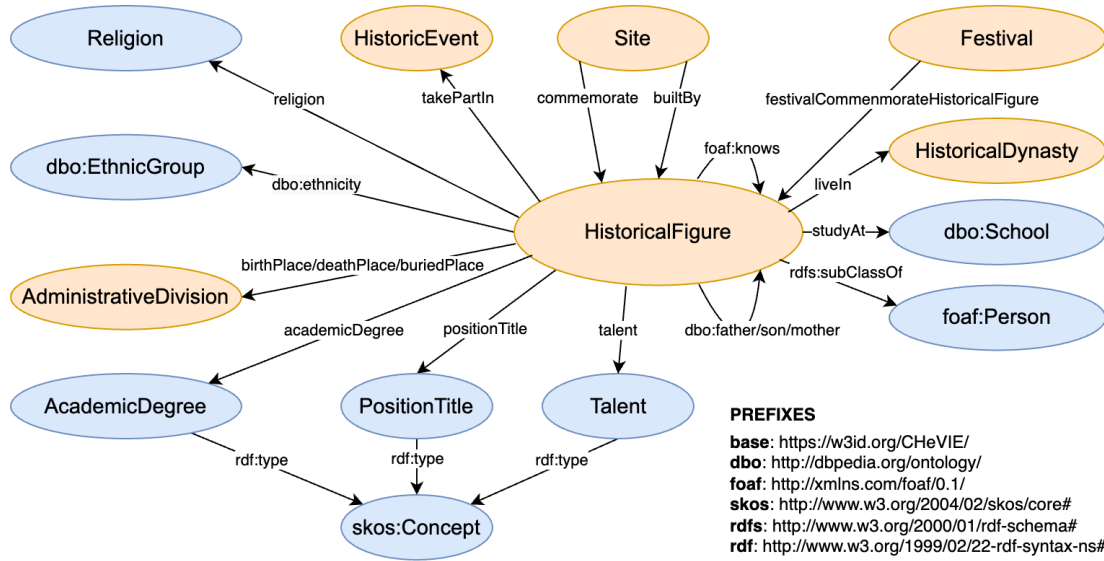 Religion
HistoricEvent
Site
Festival
religion
takePartIn
commemorate
builtBy
festivalCommenmorateHistoricalFigure
dbo:EthnicGroup
foaf:knows
HistoricalDynasty
dbo:ethnicity
liveIn
HistoricalFigure
studyAt
dbo:School
birthPlace/deathPlace/buriedPlace
rdfs:subClassOf
AdministrativeDivision
foaf:Person
academicDegree
positionTitle
talent
dbo:father/son/mother
AcademicDegree
PositionTitle
Talent
rdf:type
rdf:type
rdf:type
skos:Concept
PREFIXES
base: https://w3id.org/CHeVIE/
dbo: http://dbpedia.org/ontology/
foaf: http://xmlns.com/foaf/0.1/
skos: http://www.w3.org/2004/02/skos/core#
rdfs: http://www.w3.org/2000/01/rdf-schema#
rdf: http://www.w3.org/1999/02/22-rdf-syntax-ns#